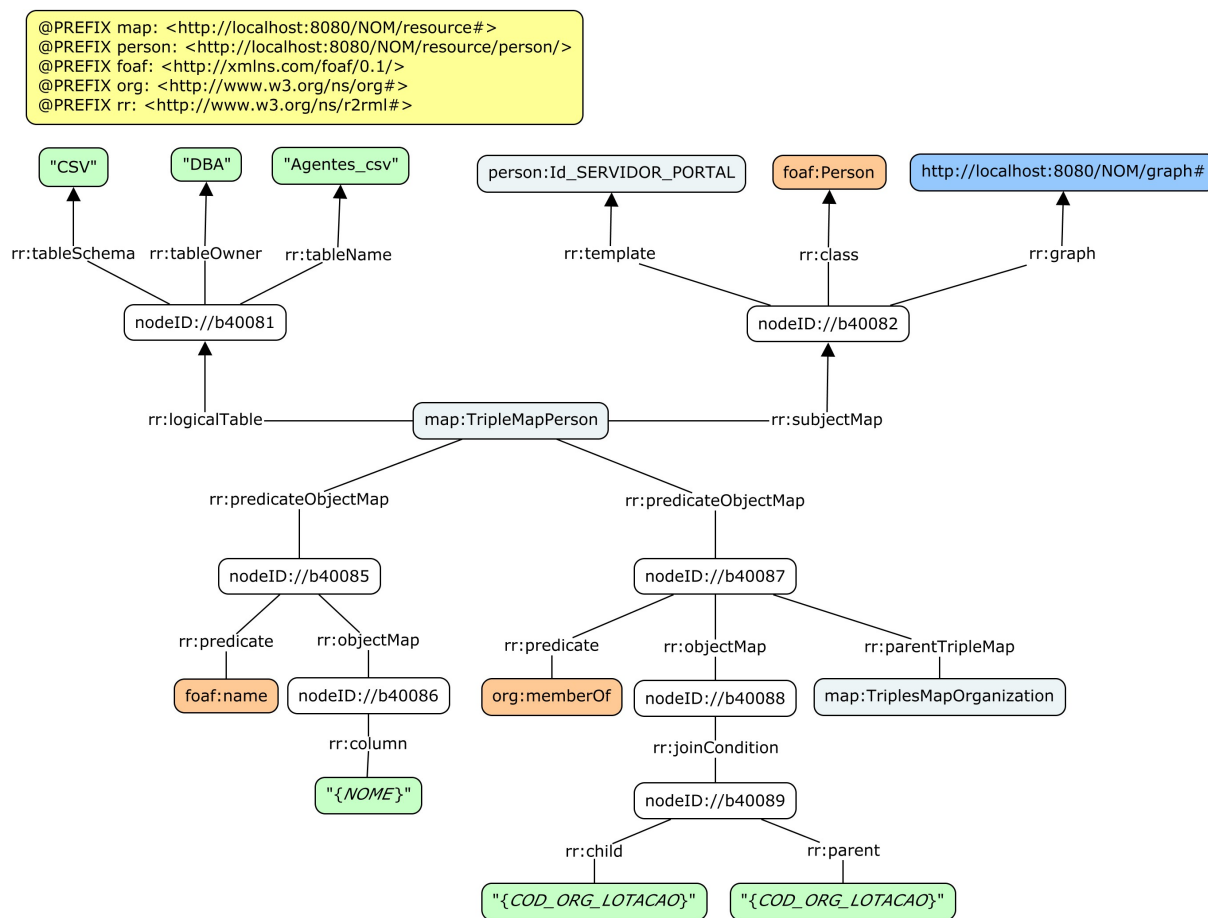 @PREFIX map: <http://localhost:8080/NOM/resource#>
@PREFIX person: <http://localhost:8080/NOM/resource/person/>
@PREFIX foaf: <http://xmlns.com/foaf/0.1/>
@PREFIX org: <http://www.w3.org/ns/org#>
@PREFIX rr: <http://www.w3.org/ns/r2rml#>
"CSV"
"DBA"
"Agentes_csv"
person:Id_SERVIDOR_PORTAL
foaf:Person
http://localhost:8080/NOM/graph#
rr:tableSchema
rr:tableOwner
rr:tableName
rr:template
rr:class
rr:graph
nodeID://b40081
nodeID://b40082
rr:logicalTable
map:TripleMapPerson
rr:subjectMap
rr:predicateObjectMap
rr:predicateObjectMap
nodeID://b40085
nodeID://b40087
rr:predicate
rr:objectMap
rr:predicate
rr:objectMap
rr:parentTripleMap
foaf:name
nodeID://b40086
org:memberOf
nodeID://b40088
map:TriplesMapOrganization
rr:column
rr:joinCondition
"{NOME}"
nodeID://b40089
rr:child
rr:parent
"{COD_ORG_LOTACAO}"
"{COD_ORG_LOTACAO}"